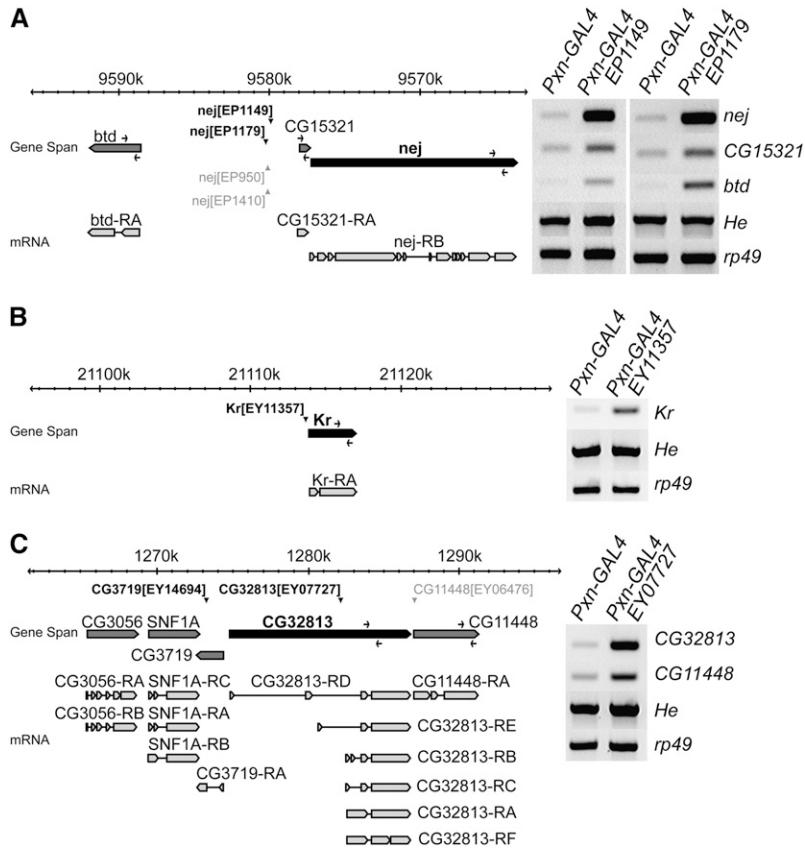 A
9590k 9580k 9570k
Pxn-GAL4
Pxn-GAL4 EP1149
Pxn-GAL4
Pxn-GAL4 EP1179
nej[EP1149]
nej[EP1179]
CG15321
btd
Gene Span
nej
nej[EP950]
nej[EP1410]
btd-RA
CG15321-RA
mRNA
nej-RB
nej
CG15321
btd
He
rp49
B
21100k 21110k 21120k
Pxn-GAL4
Pxn-GAL4 EY11357
Kr[EY11357]
Kr
Gene Span
mRNA
Kr-RA
Kr
He
rp49
C
1270k 1280k 1290k
Pxn-GAL4
Pxn-GAL4 EY07727
CG3719[EY14694] CG32813[EY07727] CG11448[EY06476]
CG3056 SNF1A CG32813 CG11448
Gene Span
CG3719
CG3056-RA SNF1A-RC CG32813-RD CG11448-RA
CG3056-RB SNF1A-RA CG32813-RE
mRNA
SNF1A-RB CG32813-RB
CG3719-RA CG32813-RC
CG32813-RA
CG32813-RF
CG32813
CG11448
He
rp49